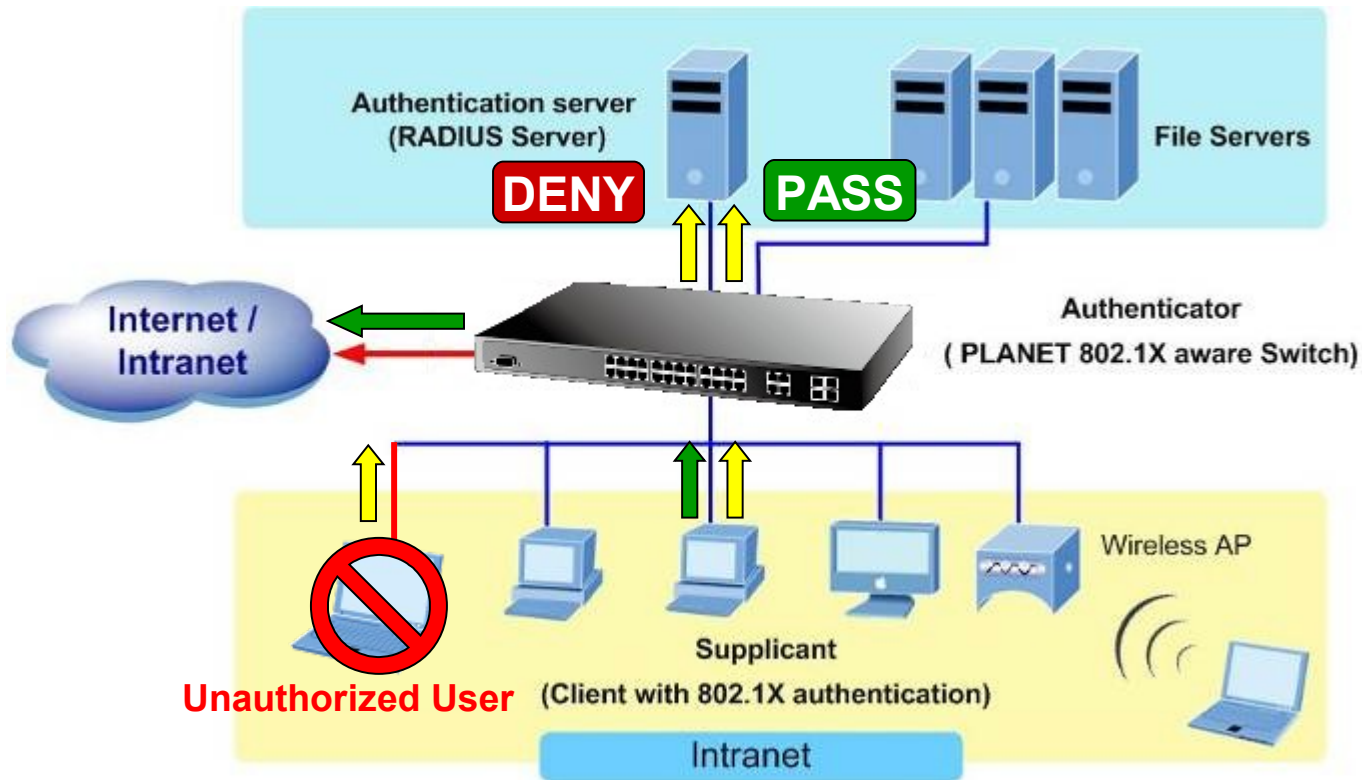 Authentication server
(RADIUS Server)
File Servers
DENY
PASS
Internet /
Intranet
Authenticator
( PLANET 802.1X aware Switch)
Wireless AP
Supplicant
Unauthorized User
(Client with 802.1X authentication)
Intranet